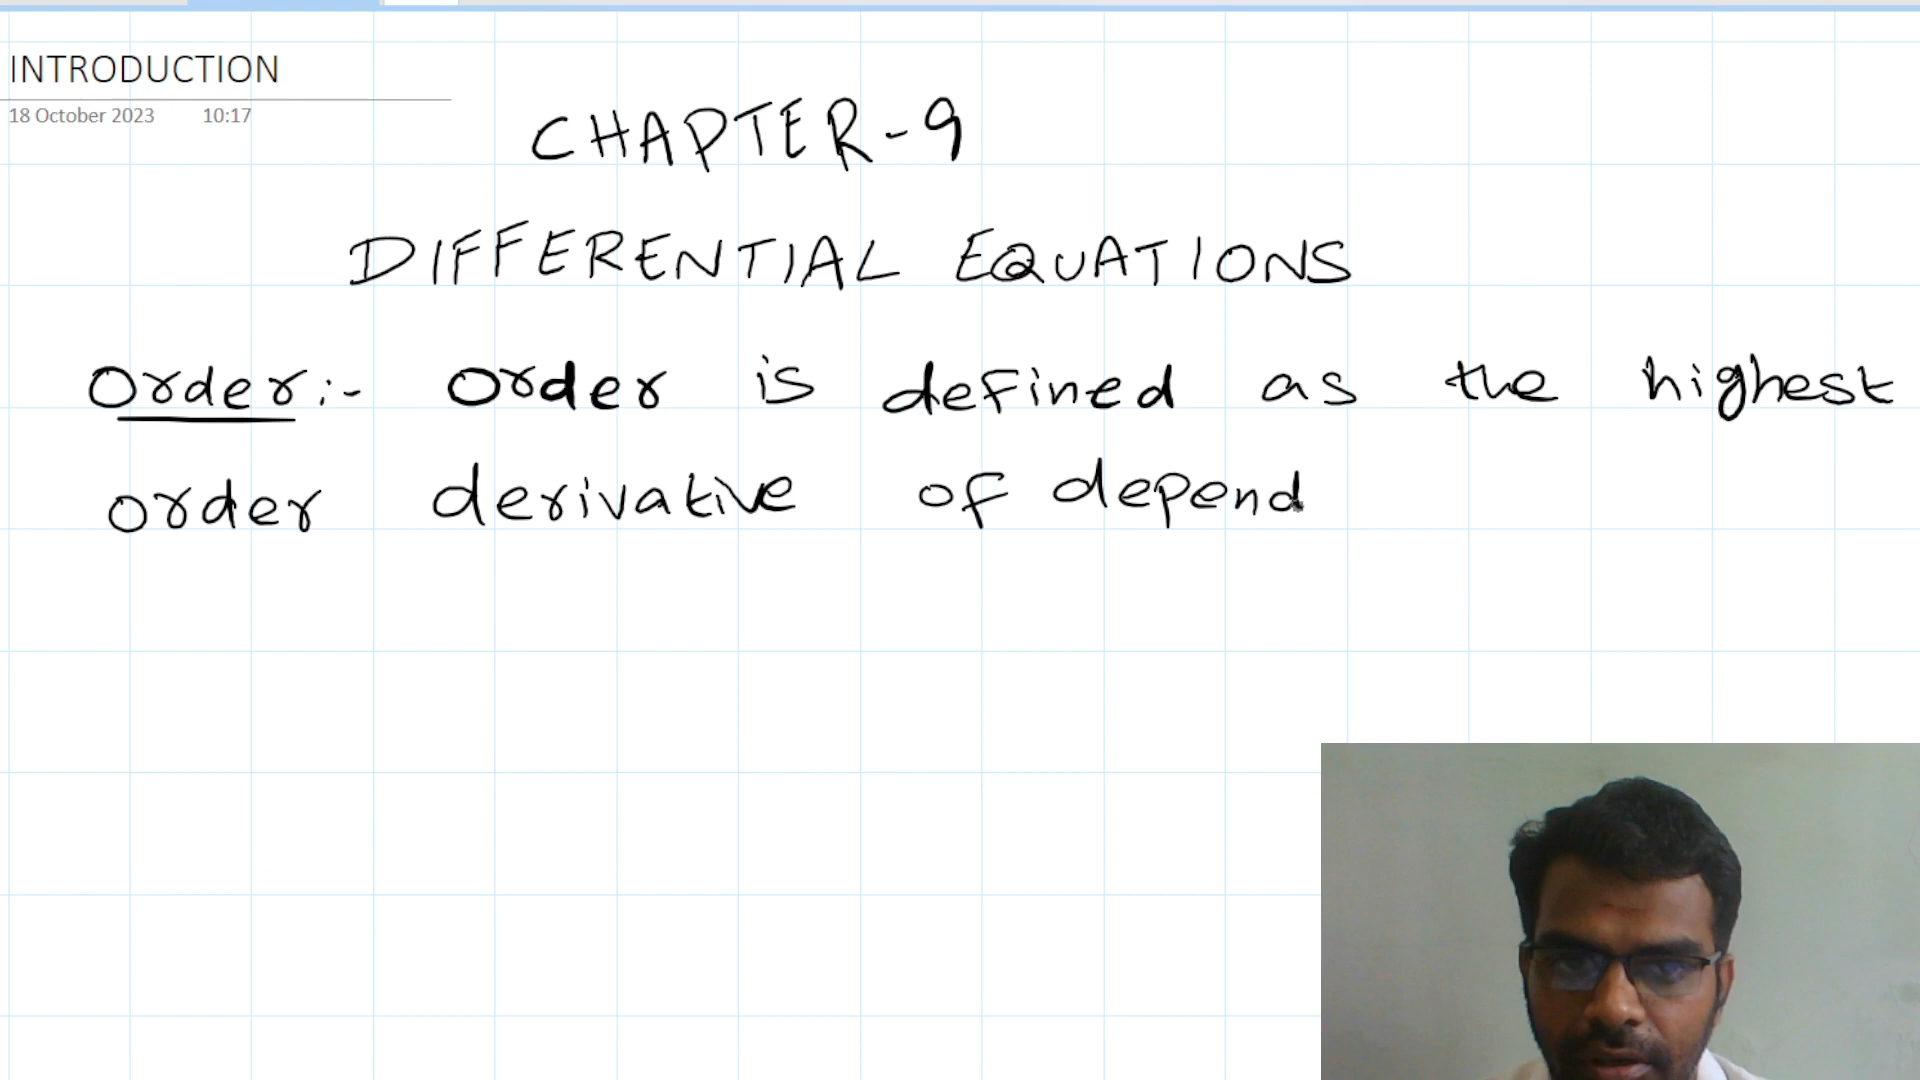 INTRODUCTION
18 October 2023 10:17
CHAPTER-9
DIFFERENTIAL EQUATIONS
Order:- Order is defined as the highest
order derivative of depend